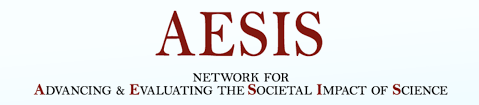 AESIS
NETWORK FOR
ADVANCING & EVALUATING THE SOCIETAL IMPACT OF SCIENCE